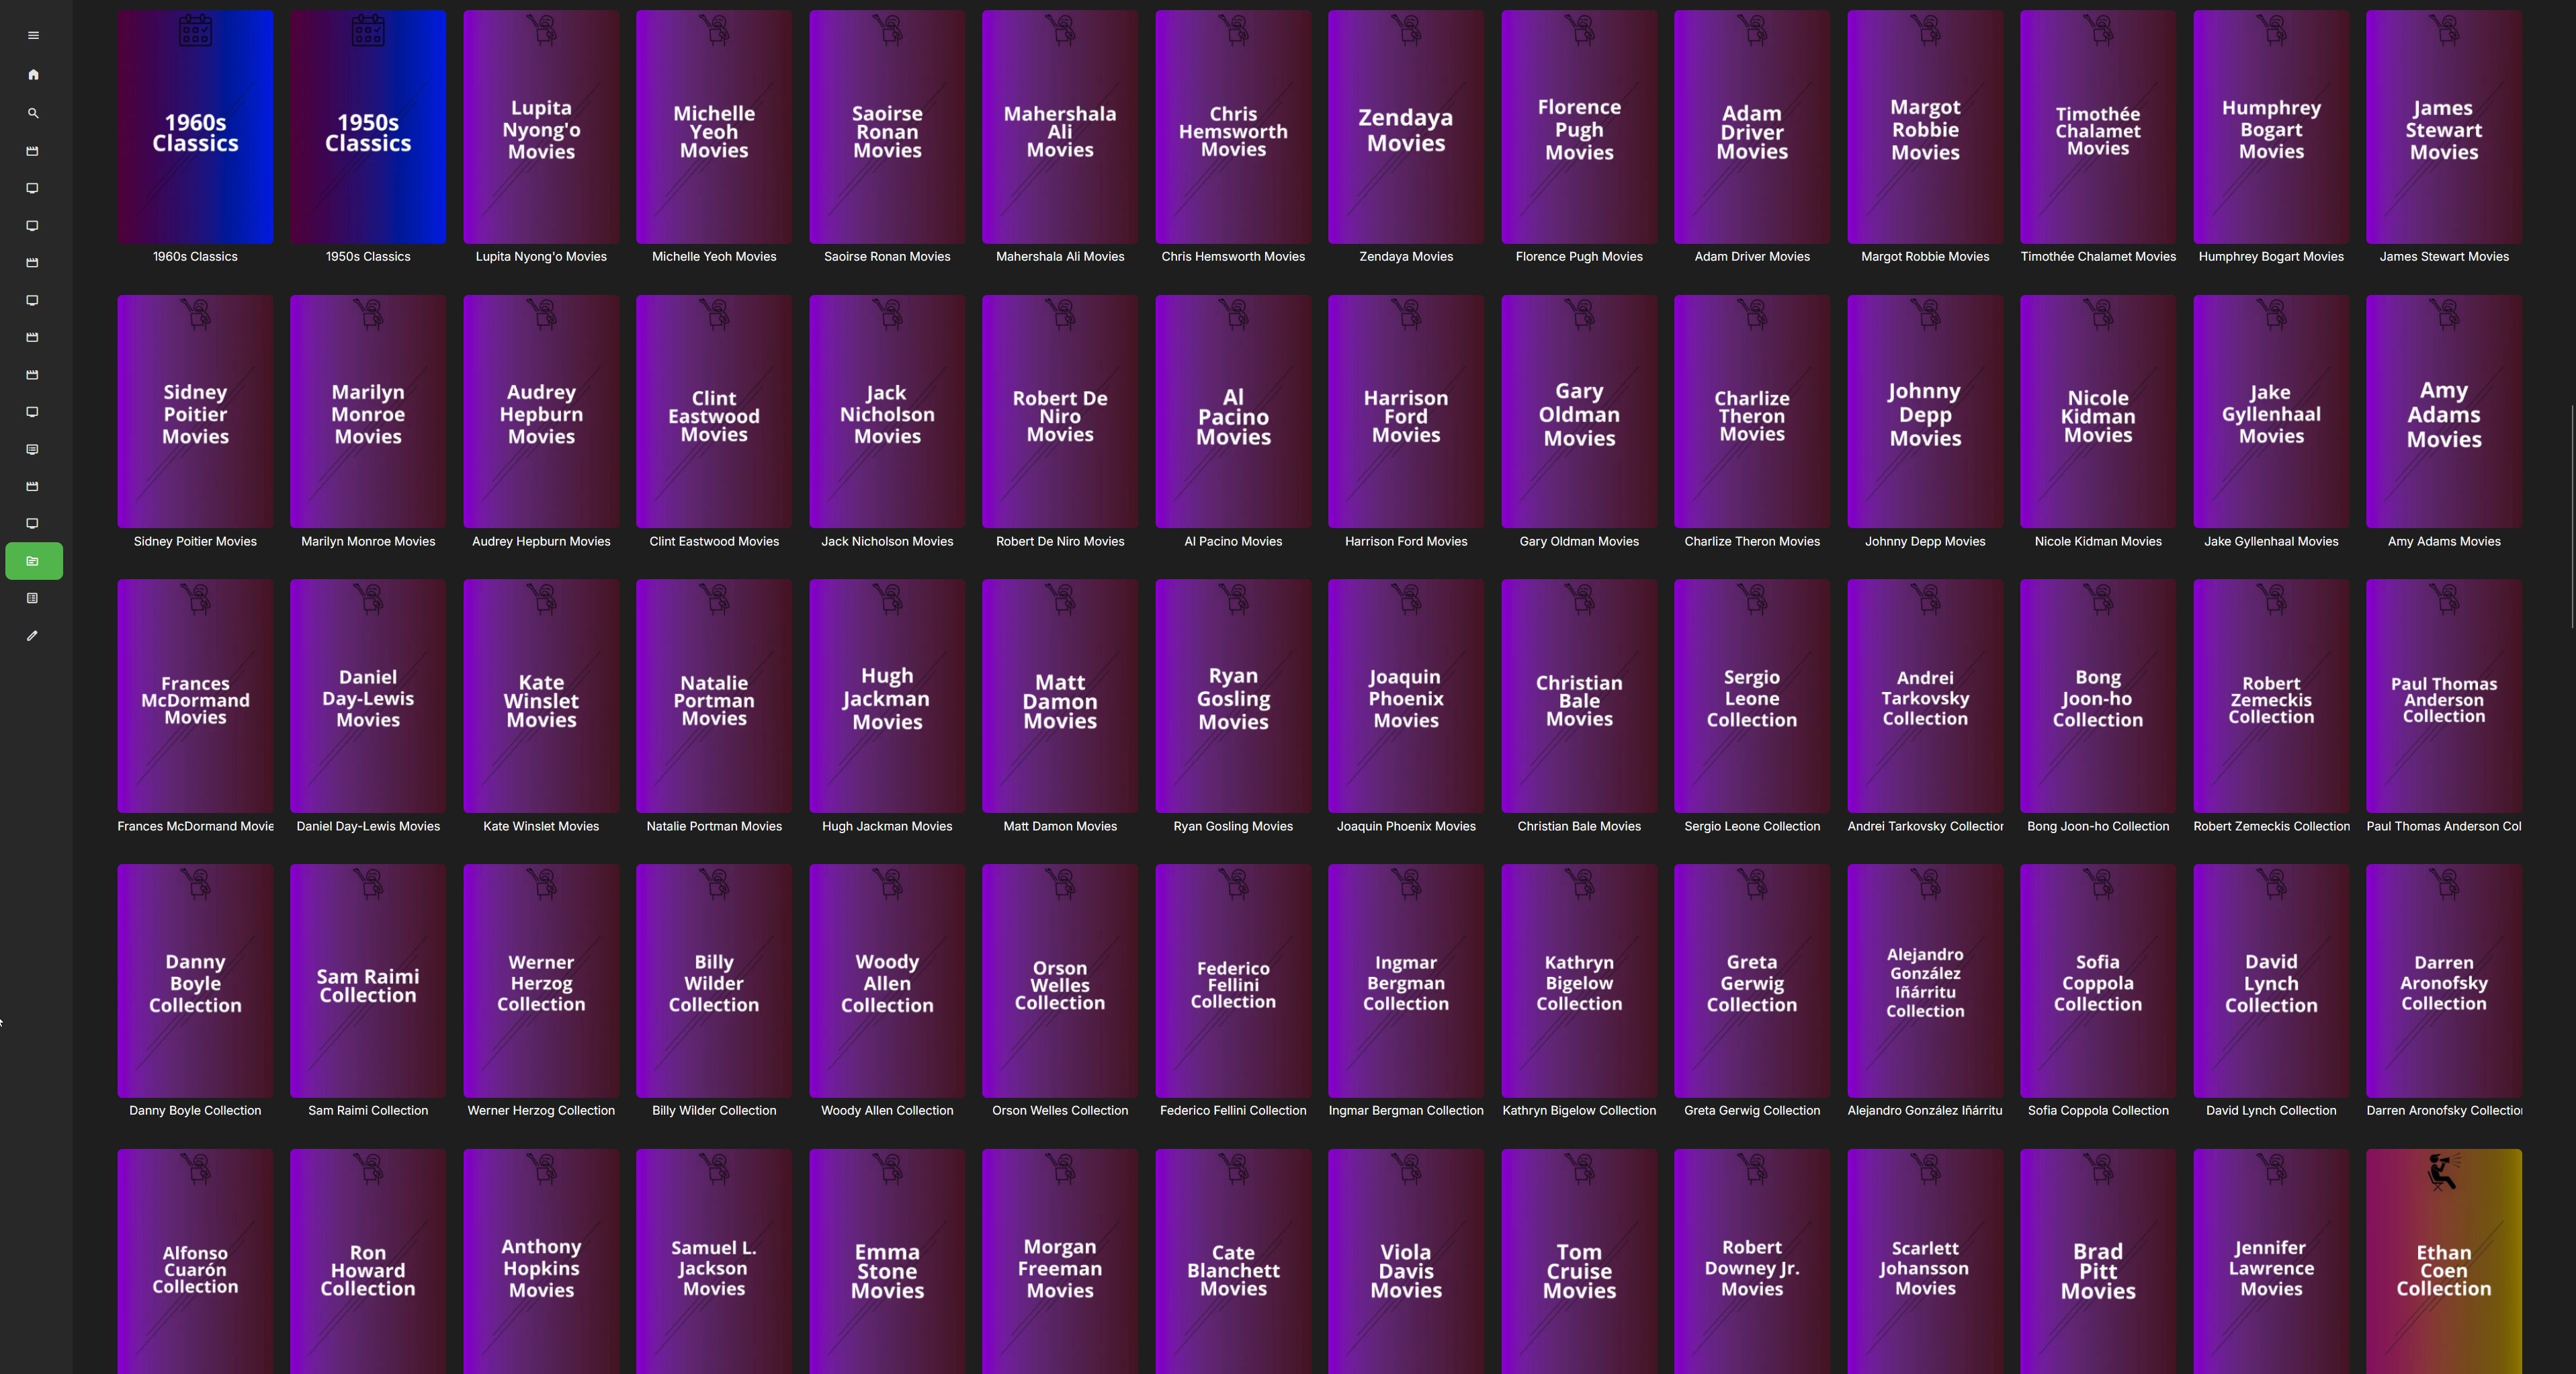 1960s
Classics
1950s
Classics
Lupita
Nyong'o
Movies
Michelle
Yeoh
Movies
Saoirse
Ronan
Movies
Mahershala
Ali
Movies
Chris
Hemsworth
Movies
Zendaya
Movies
Florence
Pugh
Movies
Adam
Driver
Movies
Margot
Robbie
Movies
Timothée
Chalamet
Movies
Humphrey
Bogart
Movies
James
Stewart
Movies
1960s Classics
1950s Classics
Lupita Nyong'o Movies
Michelle Yeoh Movies
Saoirse Ronan Movies
Mahershala Ali Movies
Chris Hemsworth Movies
Zendaya Movies
Florence Pugh Movies
Adam Driver Movies
Margot Robbie Movies
Timothée Chalamet Movies
Humphrey Bogart Movies
James Stewart Movies
Sidney
Poitier
Movies
Marilyn
Monroe
Movies
Audrey
Hepburn
Movies
Clint
Eastwood
Movies
Jack
Nicholson
Movies
Robert De
Niro
Movies
Al
Pacino
Movies
Harrison
Ford
Movies
Gary
Oldman
Movies
Charlize
Theron
Movies
Johnny
Depp
Movies
Nicole
Kidman
Movies
Jake
Gyllenhaal
Movies
Amy
Adams
Movies
Sidney Poitier Movies
Marilyn Monroe Movies
Audrey Hepburn Movies
Clint Eastwood Movies
Jack Nicholson Movies
Robert De Niro Movies
Al Pacino Movies
Harrison Ford Movies
Gary Oldman Movies
Charlize Theron Movies
Johnny Depp Movies
Nicole Kidman Movies
Jake Gyllenhaal Movies
Amy Adams Movies
Frances
McDormand
Movies
Daniel
Day-Lewis
Movies
Kate
Winslet
Movies
Natalie
Portman
Movies
Hugh
Jackman
Movies
Matt
Damon
Movies
Ryan
Gosling
Movies
Joaquin
Phoenix
Movies
Christian
Bale
Movies
Sergio
Leone
Collection
Andrei
Tarkovsky
Collection
Bong
Joon-ho
Collection
Robert
Zemeckis
Collection
Paul Thomas
Anderson
Collection
Frances McDormand Movie
Daniel Day-Lewis Movies
Kate Winslet Movies
Natalie Portman Movies
Hugh Jackman Movies
Matt Damon Movies
Ryan Gosling Movies
Joaquin Phoenix Movies
Christian Bale Movies
Sergio Leone Collection
Andrei Tarkovsky Collection
Bong Joon-ho Collection
Robert Zemeckis Collection
Paul Thomas Anderson Col
Danny
Boyle
Collection
Sam Raimi
Collection
Werner
Herzog
Collection
Billy
Wilder
Collection
Woody
Allen
Collection
Orson
Welles
Collection
Federico
Fellini
Collection
Ingmar
Bergman
Collection
Kathryn
Bigelow
Collection
Greta
Gerwig
Collection
Alejandro
González
Iñárritu
Collection
Sofia
Coppola
Collection
David
Lynch
Collection
Darren
Aronofsky
Collection
Danny Boyle Collection
Sam Raimi Collection
Werner Herzog Collection
Billy Wilder Collection
Woody Allen Collection
Orson Welles Collection
Federico Fellini Collection
Ingmar Bergman Collection
Kathryn Bigelow Collection
Greta Gerwig Collection
Alejandro González Iñárritu
Sofia Coppola Collection
David Lynch Collection
Darren Aronofsky Collection
Alfonso
Cuarón
Collection
Ron
Howard
Collection
Anthony
Hopkins
Movies
Samuel L.
Jackson
Movies
Emma
Stone
Movies
Morgan
Freeman
Movies
Cate
Blanchett
Movies
Viola
Davis
Movies
Tom
Cruise
Movies
Robert
Downey Jr.
Movies
Scarlett
Johansson
Movies
Brad
Pitt
Movies
Jennifer
Lawrence
Movies
Ethan
Coen
Collection